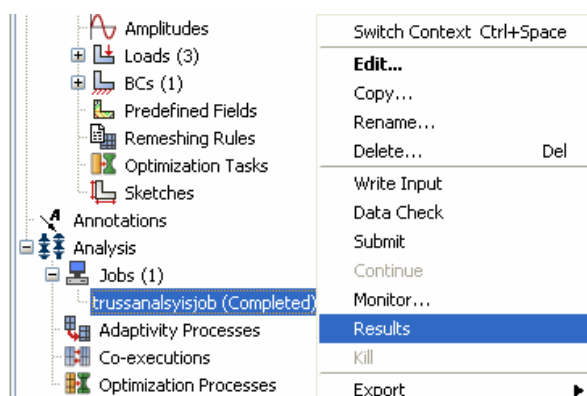 Amplitudes
Loads (3)
BCs (1)
Predefined Fields
Remeshing Rules
Optimization Tasks
Sketches
Annotations
Analysis
Jobs (1)
trussanalsyisjob (Completed)
Adaptivity Processes
Co-executions
Optimization Processes
Switch Context Ctrl+Space
Edit...
Copy...
Rename...
Delete... Del
Write Input
Data Check
Submit
Continue
Monitor...
Results
Kill
Export